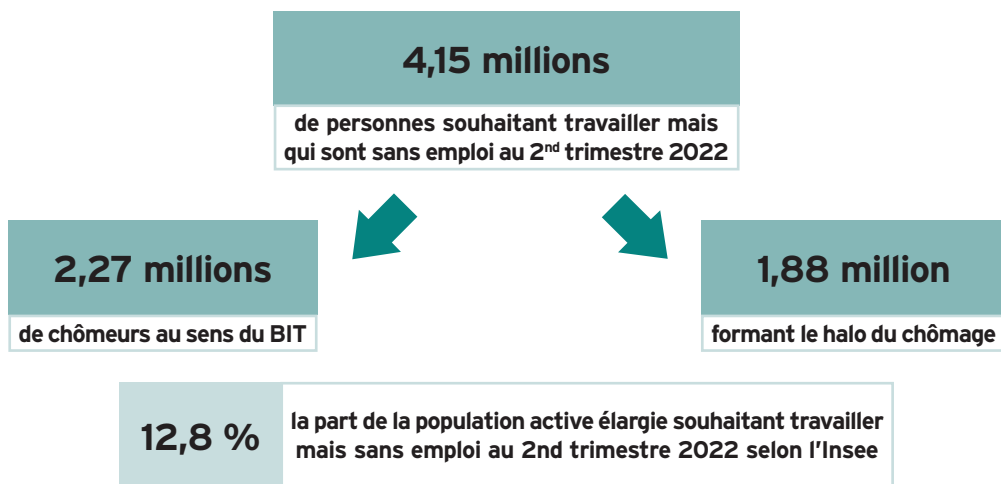 4,15 millions
de personnes souhaitant travailler mais
qui sont sans emploi au 2nd trimestre 2022
2,27 millions
de chômeurs au sens du BIT
1,88 million
formant le halo du chômage
12,8 %
la part de la population active élargie souhaitant travailler
mais sans emploi au 2nd trimestre 2022 selon l'Insee